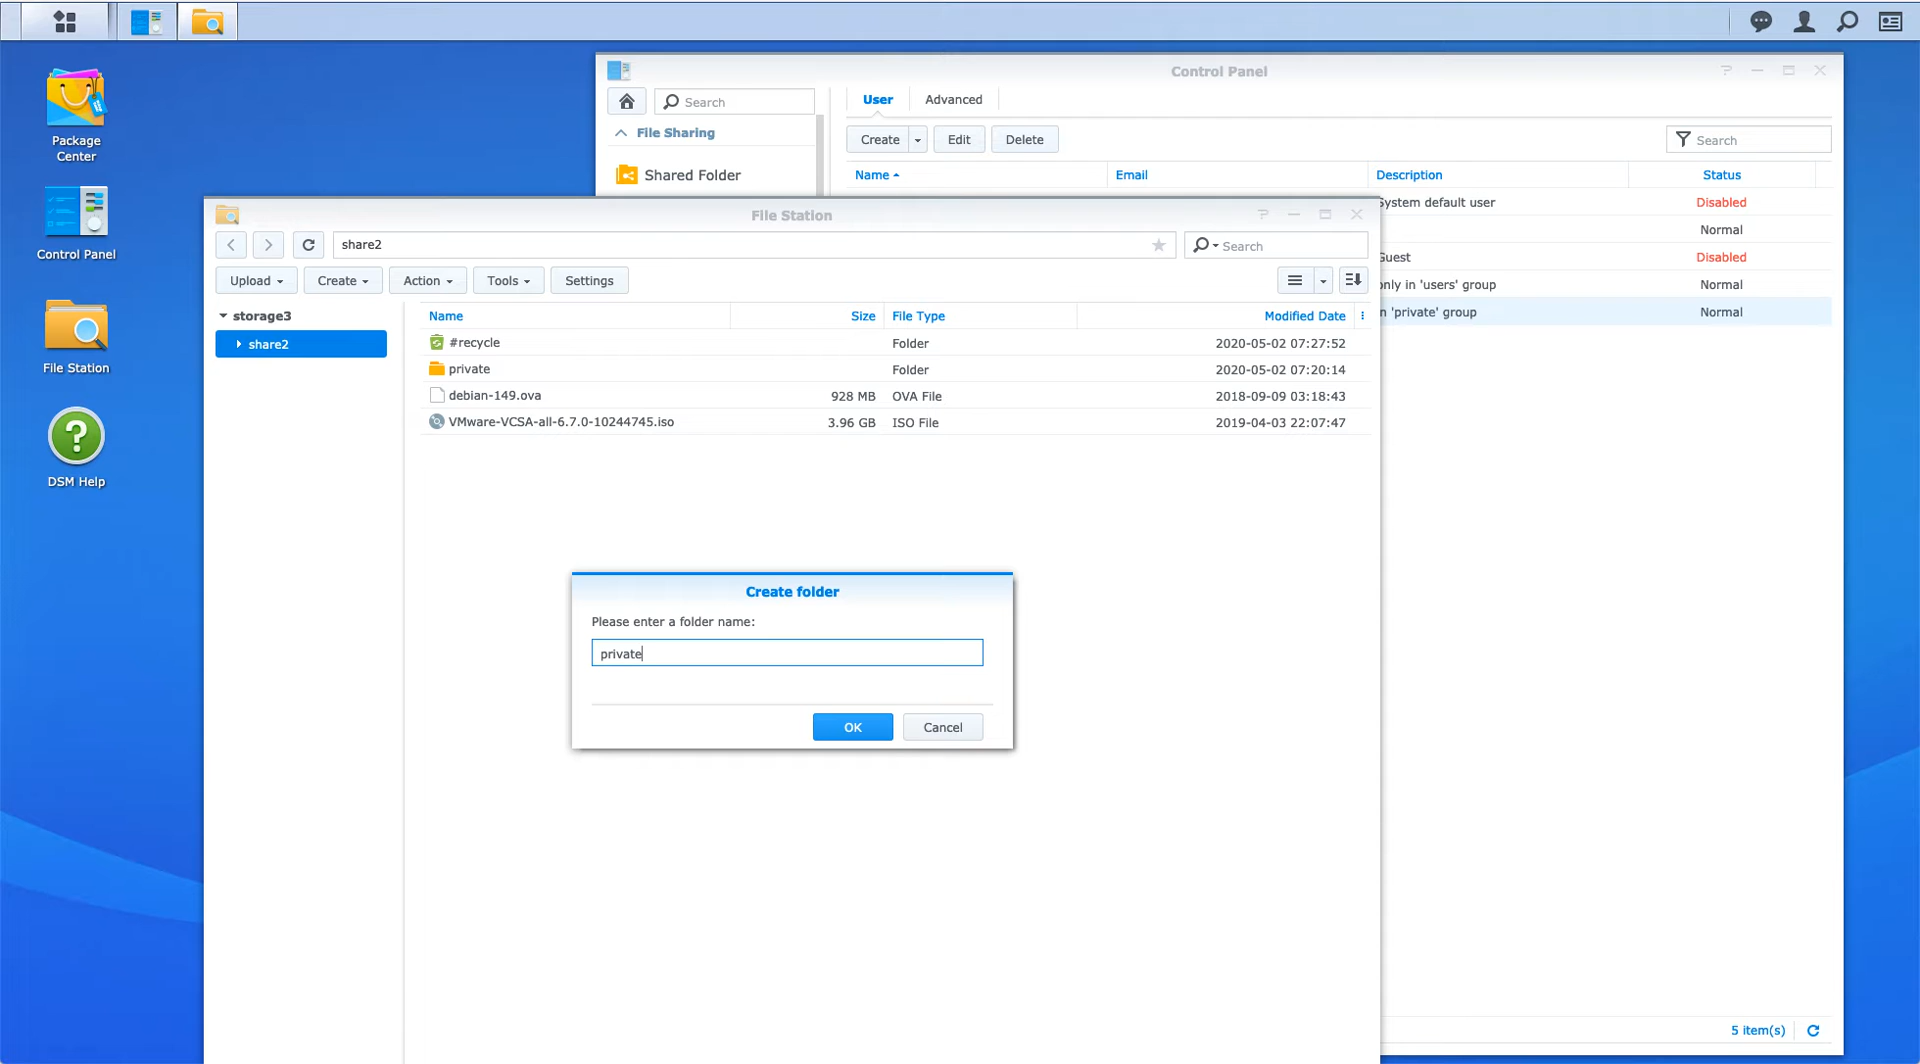 Package
Center
Control Panel
File Station
DSM Help
Control Panel
Search
File Sharing
Shared Folder
User
Advanced
Create
Edit
Delete
Search
Name
Email
Description
Status
System default user
Disabled
Normal
Guest
Disabled
only in 'users' group
Normal
in 'private' group
Normal
5 item(s)
File Station
share2
Search
Upload
Create
Action
Tools
Settings
storage3
share2
Name
Size
File Type
Modified Date
#recycle
Folder
2020-05-02 07:27:52
private
Folder
2020-05-02 07:20:14
debian-149.ova
928 MB
OVA File
2018-09-09 03:18:43
VMware-VCSA-all-6.7.0-10244745.iso
3.96 GB
ISO File
2019-04-03 22:07:47
Create folder
Please enter a folder name:
private
OK
Cancel